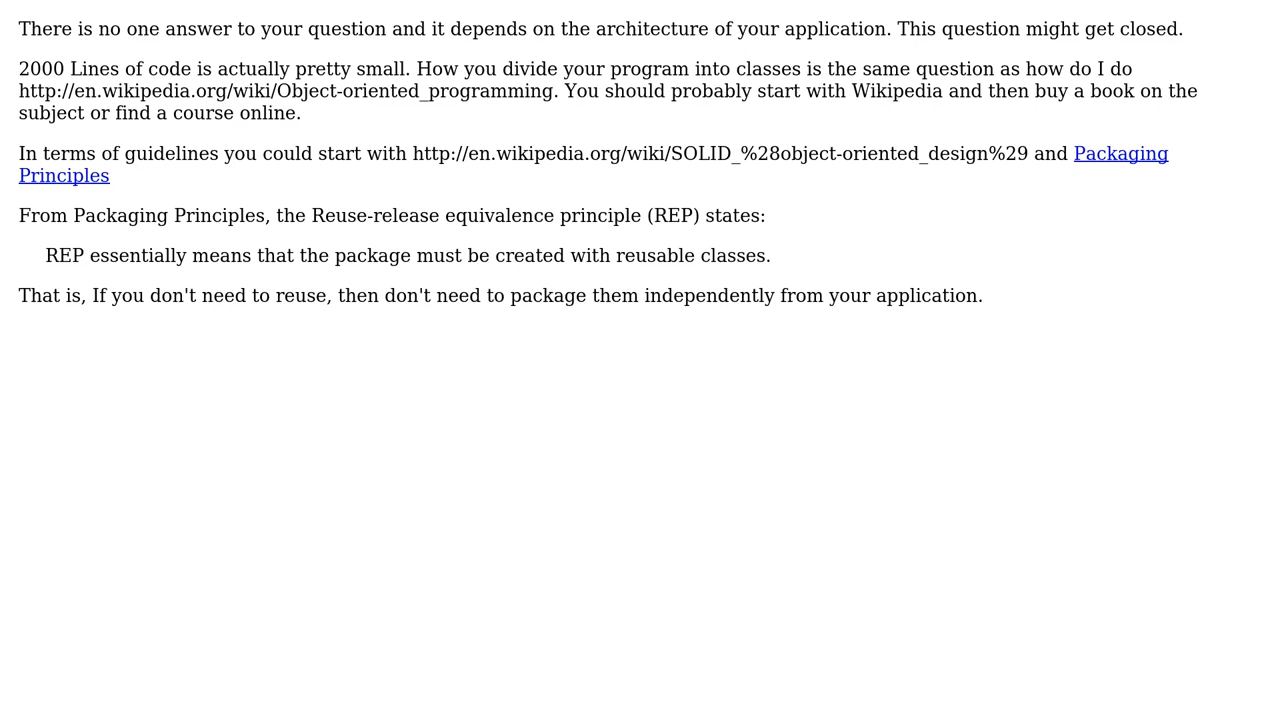 There is no one answer to your question and it depends on the architecture of your application. This question might get closed.
2000 Lines of code is actually pretty small. How you divide your program into classes is the same question as how do I do
http://en.wikipedia.org/wiki/Object-oriented_programming. You should probably start with Wikipedia and then buy a book on the
subject or find a course online.
In terms of guidelines you could start with http://en.wikipedia.org/wiki/SOLID_%28object-oriented_design%29 and Packaging
Principles
From Packaging Principles, the Reuse-release equivalence principle (REP) states:
REP essentially means that the package must be created with reusable classes.
That is, If you don't need to reuse, then don't need to package them independently from your application.